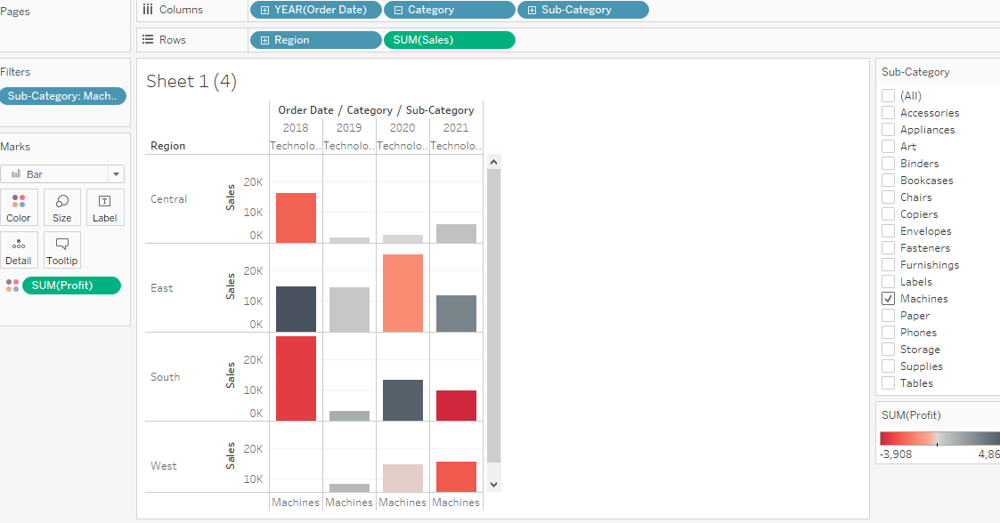 Pages
Columns
YEAR(Order Date)
Category
Sub-Category
Rows
Region
SUM(Sales)
Filters
Sub-Category: Mach..
Marks
Bar
Color
Size
Label
Detail
Tooltip
SUM(Profit)
Sheet 1 (4)
Order Date / Category / Sub-Category
2018
2019
2020
2021
Region
Technolo..
Technolo..
Technolo..
Technolo..
Central
Sales
20K
10K
0K
East
Sales
20K
10K
0K
South
Sales
20K
10K
0K
West
Sales
20K
10K
Machines
Machines
Machines
Machines
Sub-Category
(All)
Accessories
Appliances
Art
Binders
Bookcases
Chairs
Copiers
Envelopes
Fasteners
Furnishings
Labels
Machines
Paper
Phones
Storage
Supplies
Tables
SUM(Profit)
-3,908
4,86